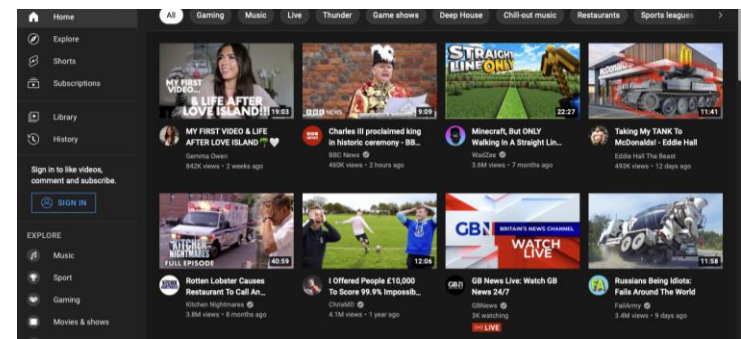 Home
Explore
Shorts
Subscriptions
Library
History
Sign in to like videos,
comment and subscribe.
SIGN IN
EXPLORE
Music
Sport
Gaming
Movies & shows
All Gaming Music Live Thunder Game shows Deep House Chill-out music Restaurants Sports leagues
MY FIRST
VIDEO...
& LIFE AFTER
LOVE ISLAND!!!
19:03
MY FIRST VIDEO & LIFE
AFTER LOVE ISLAND 🌴🤍
Gemma Owen
842K views • 2 weeks ago
BBC NEWS
9:09
Charles III proclaimed king
in historic ceremony - BB...
BBC News
460K views • 2 hours ago
STRAIGHT
LINE ONLY
22:27
Minecraft, But ONLY
Walking In A Straight Lin...
WadZee
3.6M views • 7 months ago
McDonald's
11:41
Taking My TANK To
McDonalds! - Eddie Hall
Eddie Hall The Beast
493K views • 12 days ago
KITCHEN
NIGHTMARES
FULL EPISODE
40:59
Rotten Lobster Causes
Restaurant To Call An...
Kitchen Nightmares
3.8M views • 8 months ago
12:06
I Offered People £10,000
To Score 99.9% Impossib...
ChrisMD
4.1M views • 1 year ago
GBN
BRITAIN'S NEWS CHANNEL
WATCH
LIVE
GBN
GB News Live: Watch GB
News 24/7
GBNews
3K watching
LIVE
11:58
FA
Russians Being Idiots:
Fails Around The World
FailArmy
3.4M views • 9 days ago